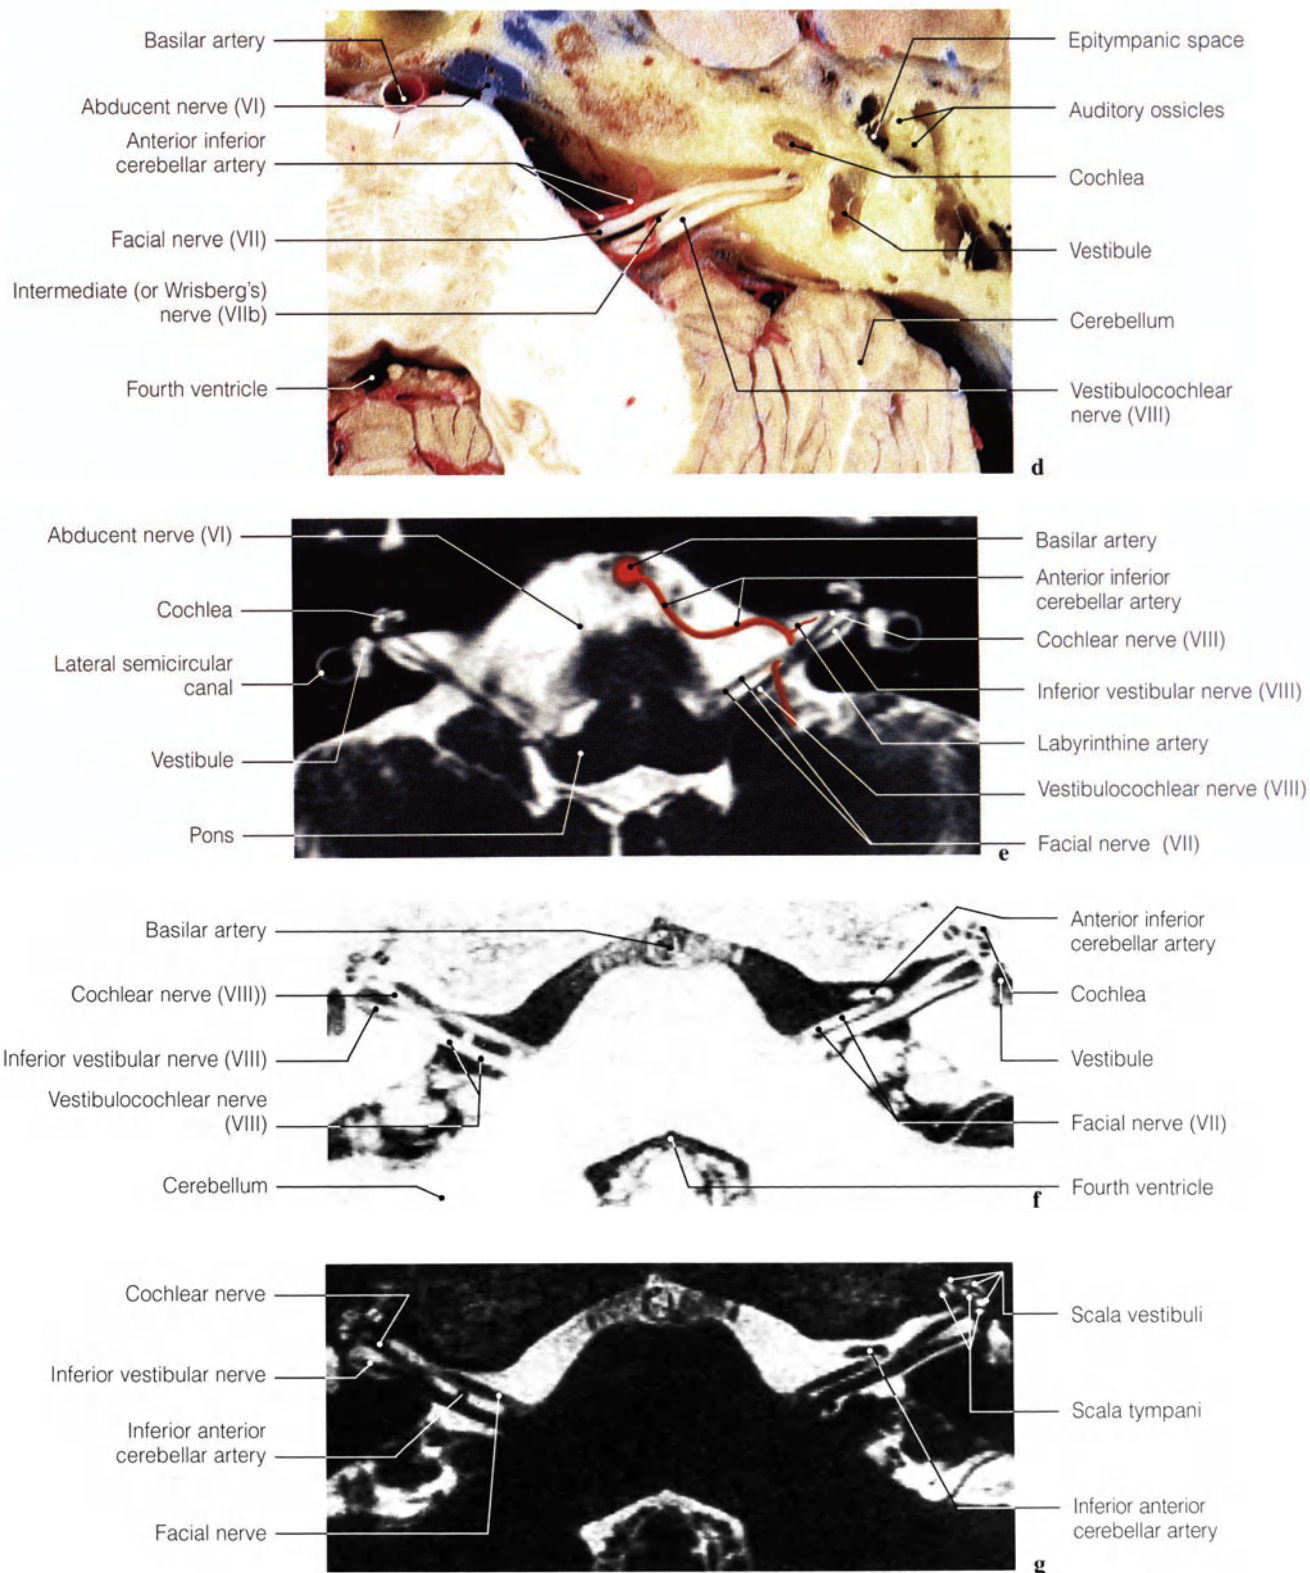 Basilar artery
Abducent nerve (VI)
Anterior inferior
cerebellar artery
Facial nerve (VII)
Intermediate (or Wrisberg's)
nerve (VIIb)
Fourth ventricle
Epitympanic space
Auditory ossicles
Cochlea
Vestibule
Cerebellum
Vestibulocochlear
nerve (VIII)
d
Abducent nerve (VI)
Cochlea
Lateral semicircular
canal
Vestibule
Pons
Basilar artery
Anterior inferior
cerebellar artery
Cochlear nerve (VIII)
Inferior vestibular nerve (VIII)
Labyrinthine artery
Vestibulocochlear nerve (VIII)
Facial nerve (VII)
e
Basilar artery
Cochlear nerve (VIII))
Inferior vestibular nerve (VIII)
Vestibulocochlear nerve
(VIII)
Cerebellum
Anterior inferior
cerebellar artery
Cochlea
Vestibule
Facial nerve (VII)
Fourth ventricle
f
Cochlear nerve
Inferior vestibular nerve
Inferior anterior
cerebellar artery
Facial nerve
Scala vestibuli
Scala tympani
Inferior anterior
cerebellar artery
g